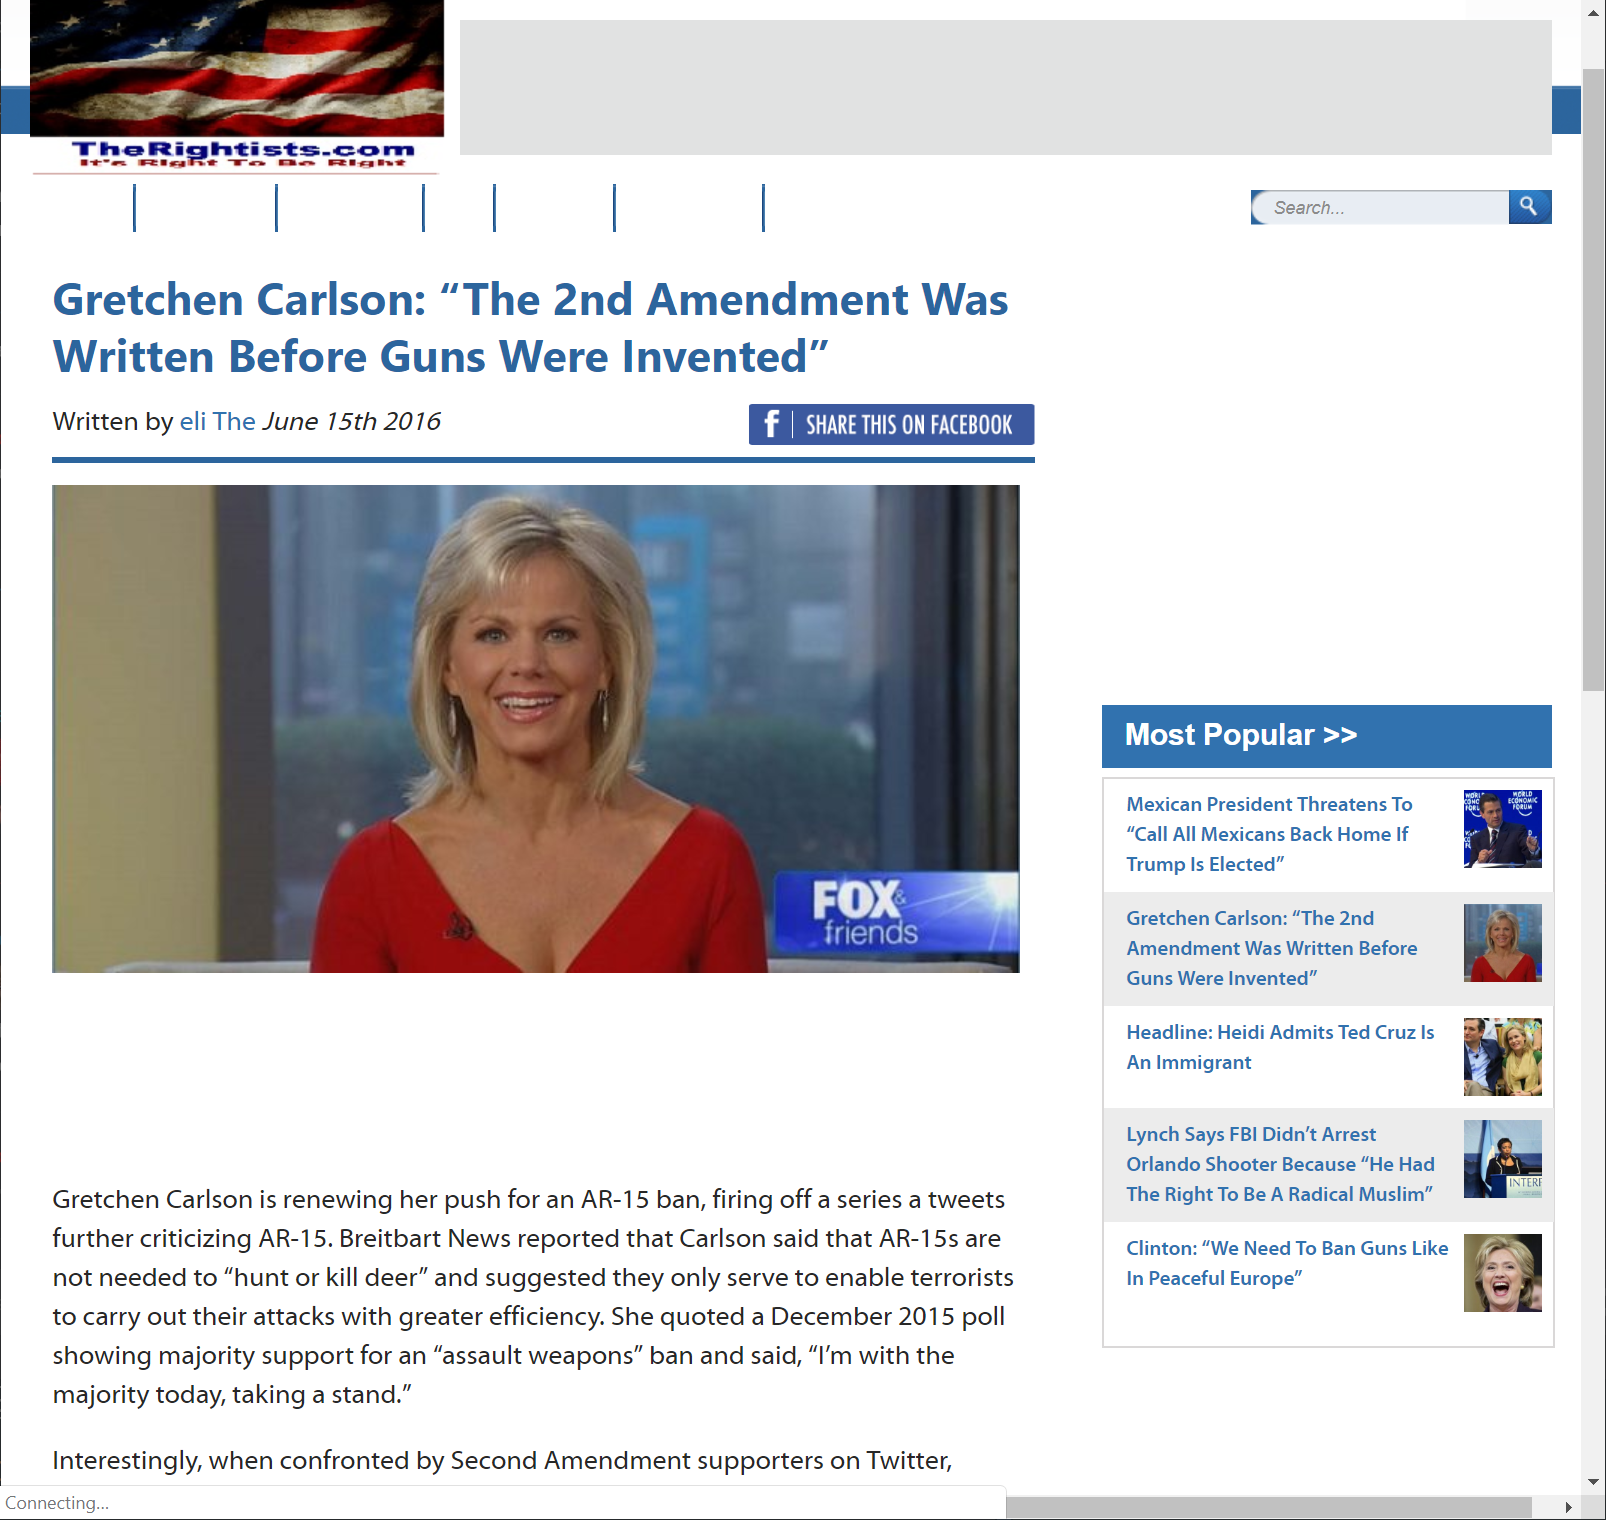 TheRightists.com
It's Right To Be Right
Search...
Gretchen Carlson: “The 2nd Amendment Was
Written Before Guns Were Invented”
Written by eli The June 15th 2016
f SHARE THIS ON FACEBOOK
FOX &
friends
Gretchen Carlson is renewing her push for an AR-15 ban, firing off a series a tweets
further criticizing AR-15. Breitbart News reported that Carlson said that AR-15s are
not needed to “hunt or kill deer” and suggested they only serve to enable terrorists
to carry out their attacks with greater efficiency. She quoted a December 2015 poll
showing majority support for an “assault weapons” ban and said, “I’m with the
majority today, taking a stand.”
Interestingly, when confronted by Second Amendment supporters on Twitter,
Most Popular >>
Mexican President Threatens To
“Call All Mexicans Back Home If
Trump Is Elected”
WORLD
ECONOMIC
FORUM
Gretchen Carlson: “The 2nd
Amendment Was Written Before
Guns Were Invented”
Headline: Heidi Admits Ted Cruz Is
An Immigrant
Lynch Says FBI Didn’t Arrest
Orlando Shooter Because “He Had
The Right To Be A Radical Muslim”
INTERP
Clinton: “We Need To Ban Guns Like
In Peaceful Europe”
Connecting...